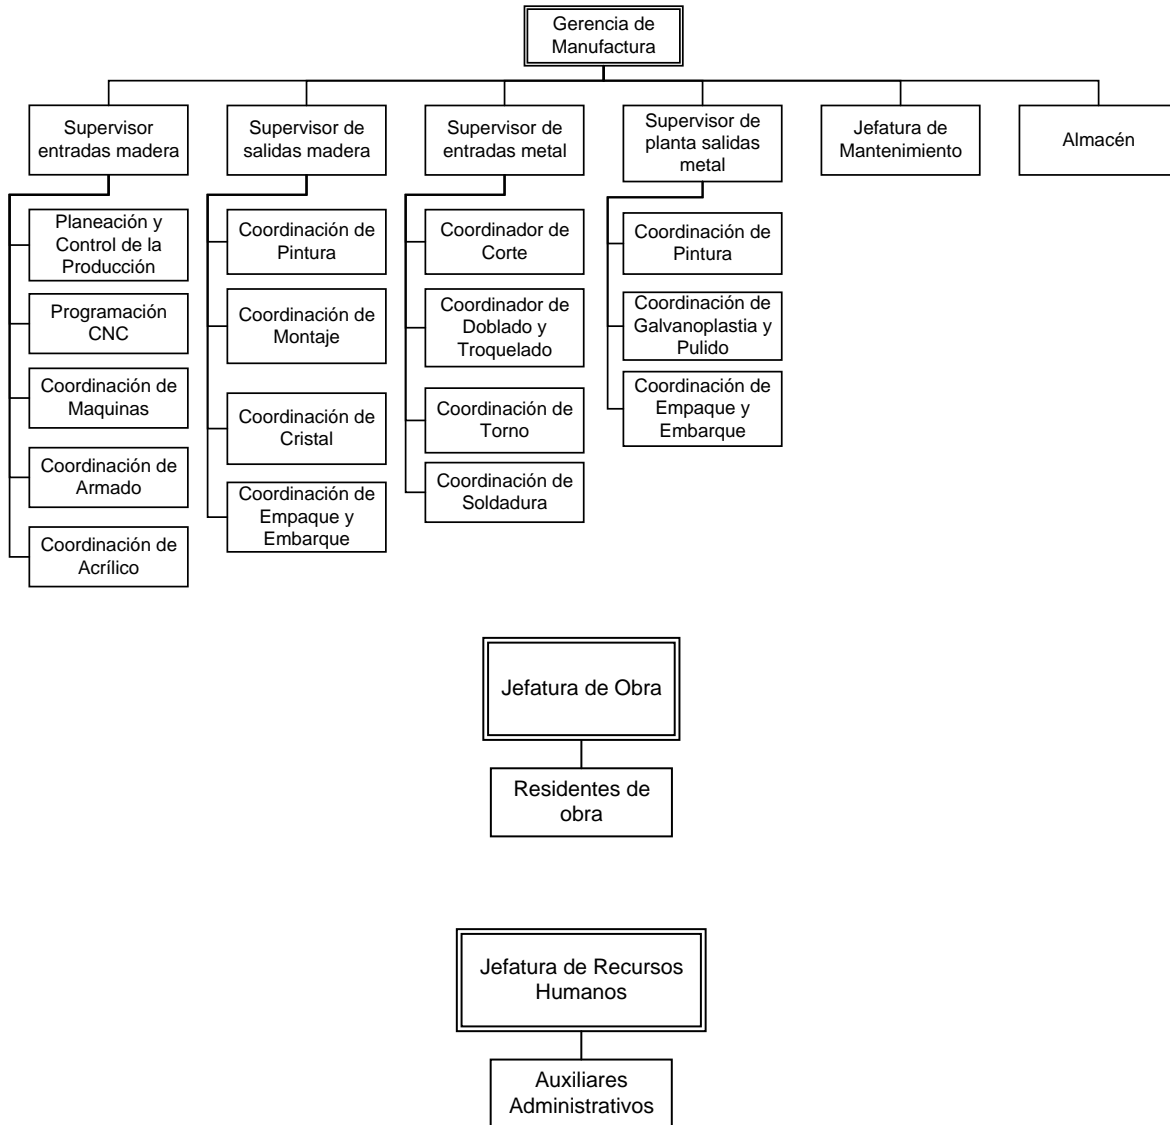 Gerencia de
Manufactura
Supervisor
entradas madera
Supervisor de
salidas madera
Supervisor de
entradas metal
Supervisor de
planta salidas
metal
Jefatura de
Mantenimiento
Almacén
Planeación y
Control de la
Producción
Programación
CNC
Coordinación de
Maquinas
Coordinación de
Armado
Coordinación de
Acrílico
Coordinación de
Pintura
Coordinación de
Montaje
Coordinación de
Cristal
Coordinación de
Empaque y
Embarque
Coordinador de
Corte
Coordinador de
Doblado y
Troquelado
Coordinación de
Torno
Coordinación de
Soldadura
Coordinación de
Pintura
Coordinación de
Galvanoplastia y
Pulido
Coordinación de
Empaque y
Embarque
Jefatura de Obra
Residentes de
obra
Jefatura de Recursos
Humanos
Auxiliares
Administrativos